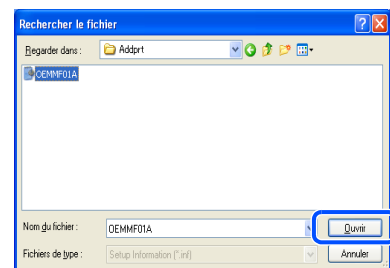 Rechercher le fichier
Regarder dans :
Addprt
OEMMF01A
Nom du fichier :
OEMMF01A
Ouvrir
Fichiers de type :
Setup Information (*.inf)
Annuler